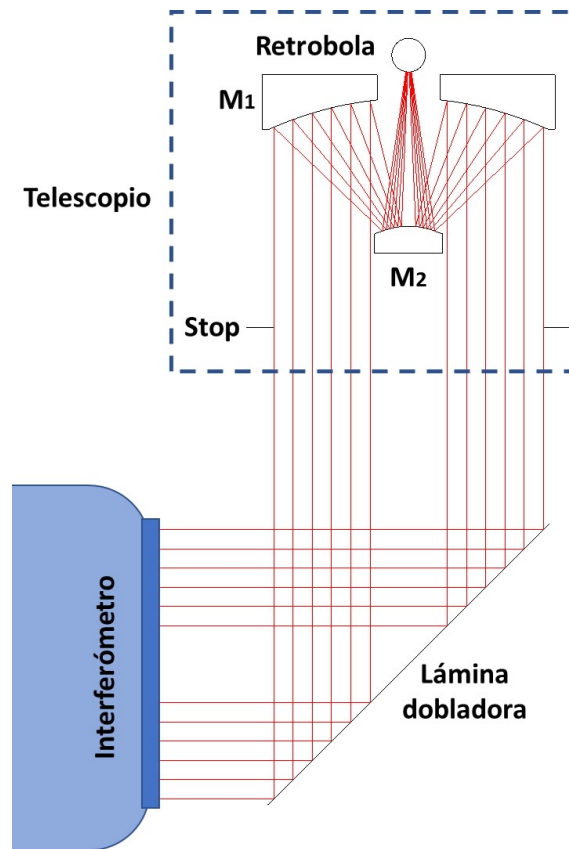 Retrobola
M1
Telescopio
M2
Stop
Interferómetro
Lámina
dobladora